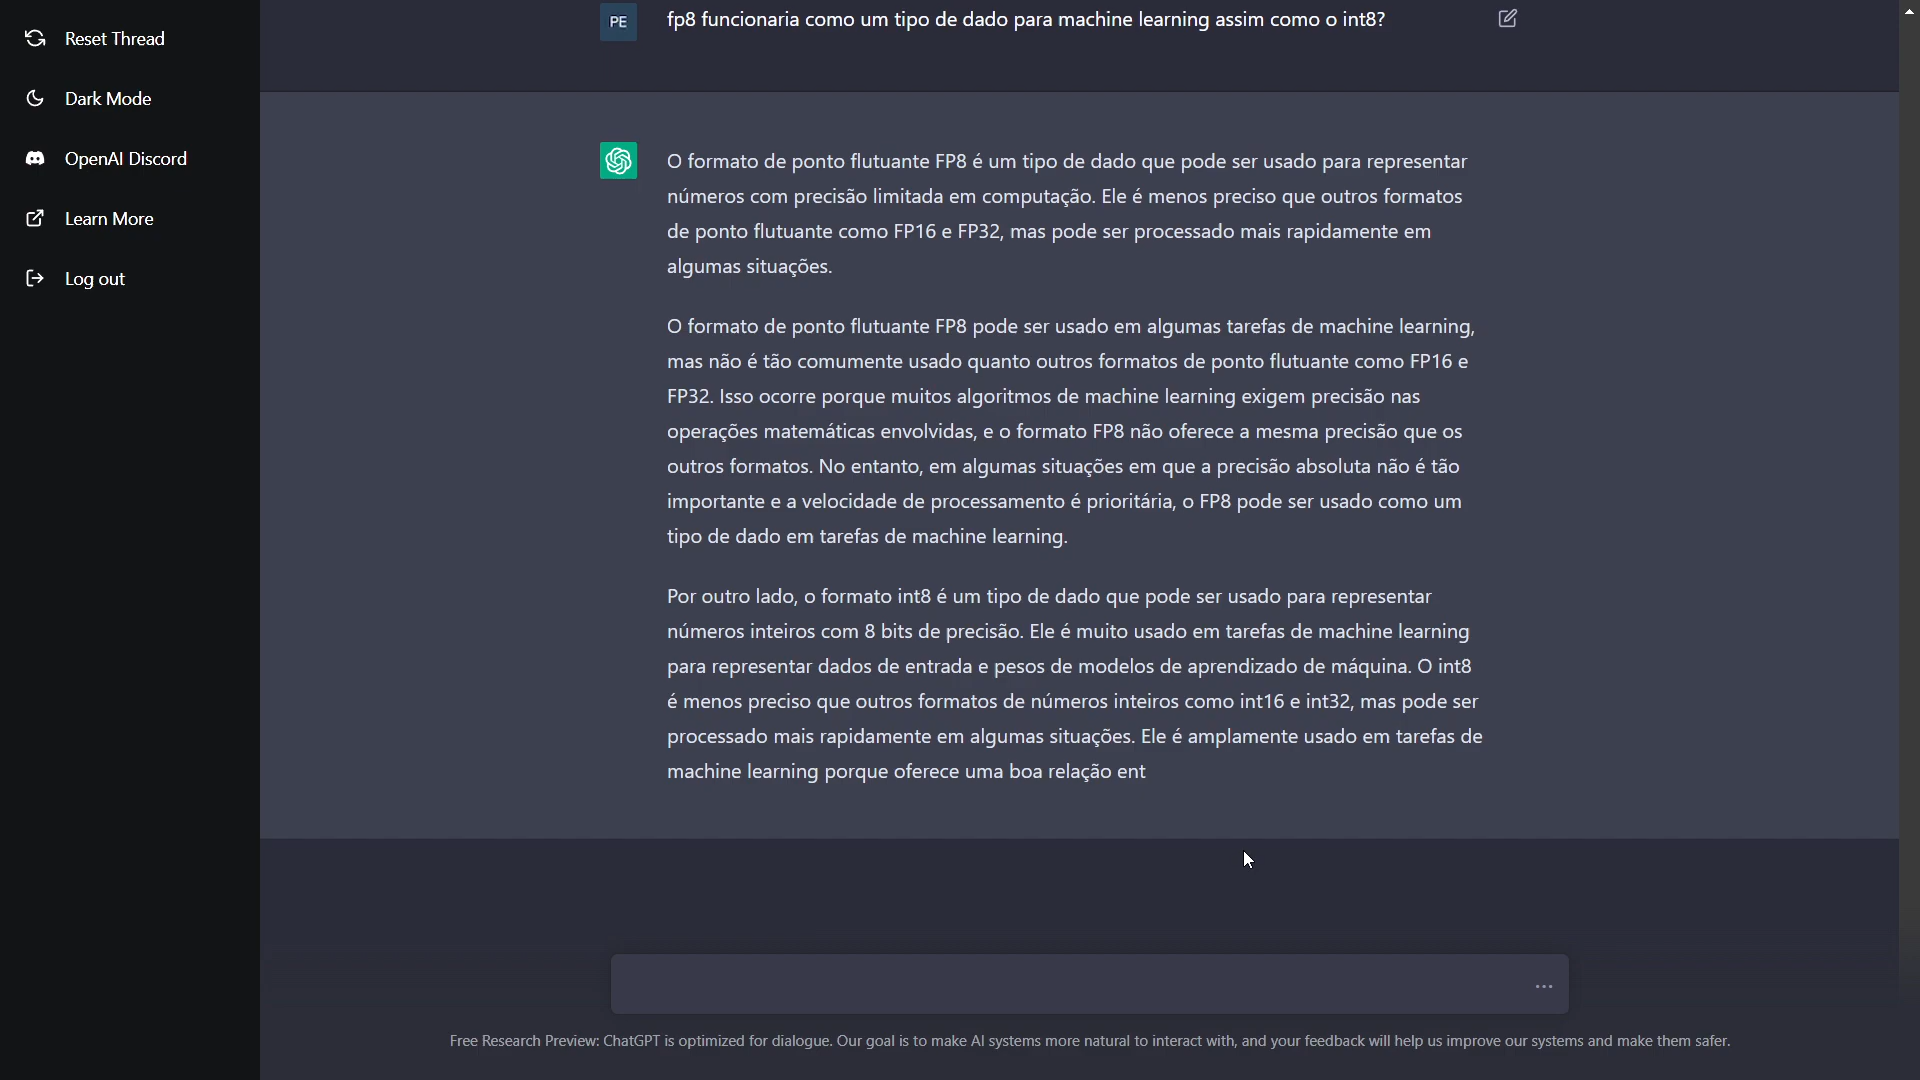 Reset Thread
Dark Mode
OpenAI Discord
Learn More
Log out
PE
fp8 funcionaria como um tipo de dado para machine learning assim como o int8?
O formato de ponto flutuante FP8 é um tipo de dado que pode ser usado para representar
números com precisão limitada em computação. Ele é menos preciso que outros formatos
de ponto flutuante como FP16 e FP32, mas pode ser processado mais rapidamente em
algumas situações.
O formato de ponto flutuante FP8 pode ser usado em algumas tarefas de machine learning,
mas não é tão comumente usado quanto outros formatos de ponto flutuante como FP16 e
FP32. Isso ocorre porque muitos algoritmos de machine learning exigem precisão nas
operações matemáticas envolvidas, e o formato FP8 não oferece a mesma precisão que os
outros formatos. No entanto, em algumas situações em que a precisão absoluta não é tão
importante e a velocidade de processamento é prioritária, o FP8 pode ser usado como um
tipo de dado em tarefas de machine learning.
Por outro lado, o formato int8 é um tipo de dado que pode ser usado para representar
números inteiros com 8 bits de precisão. Ele é muito usado em tarefas de machine learning
para representar dados de entrada e pesos de modelos de aprendizado de máquina. O int8
é menos preciso que outros formatos de números inteiros como int16 e int32, mas pode ser
processado mais rapidamente em algumas situações. Ele é amplamente usado em tarefas de
machine learning porque oferece uma boa relação ent
Free Research Preview: ChatGPT is optimized for dialogue. Our goal is to make AI systems more natural to interact with, and your feedback will help us improve our systems and make them safer.